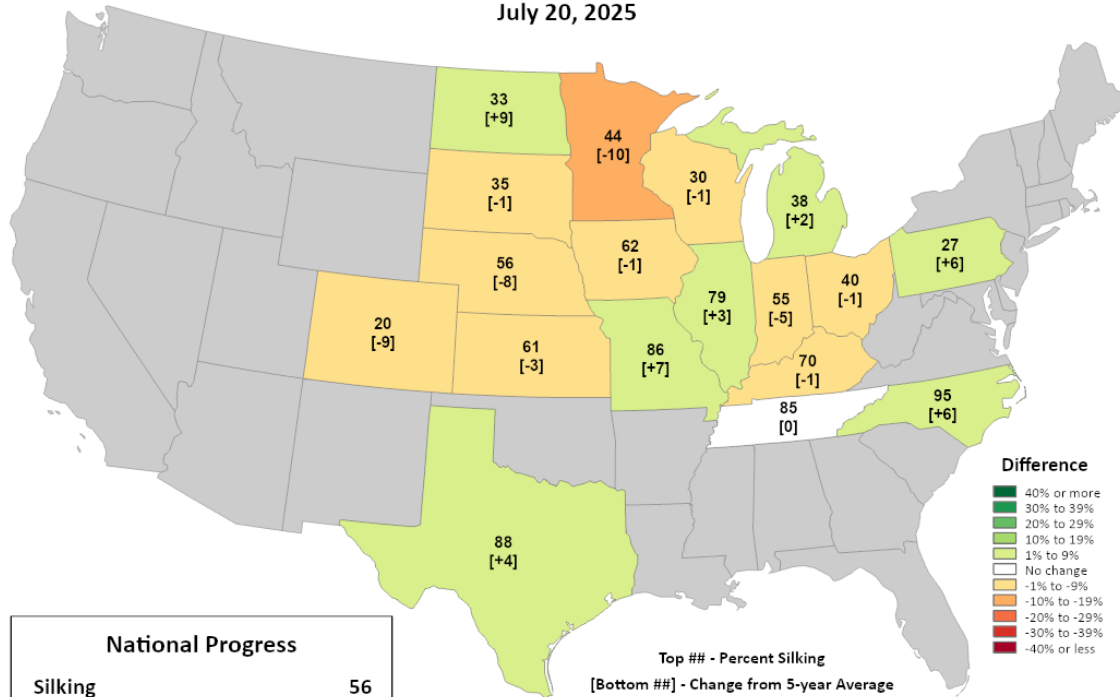 July 20, 2025
33
[+9]
44
[-10]
35
[-1]
30
[-1]
38
[+2]
27
[+6]
62
[-1]
56
[-8]
79
[+3]
55
[-5]
40
[-1]
20
[-9]
61
[-3]
86
[+7]
70
[-1]
85
[0]
95
[+6]
88
[+4]
Difference
40% or more
30% to 39%
20% to 29%
10% to 19%
1% to 9%
No change
-1% to -9%
-10% to -19%
-20% to -29%
-30% to -39%
-40% or less
National Progress
Silking 56
Top ## - Percent Silking
[Bottom ##] - Change from 5-year Average